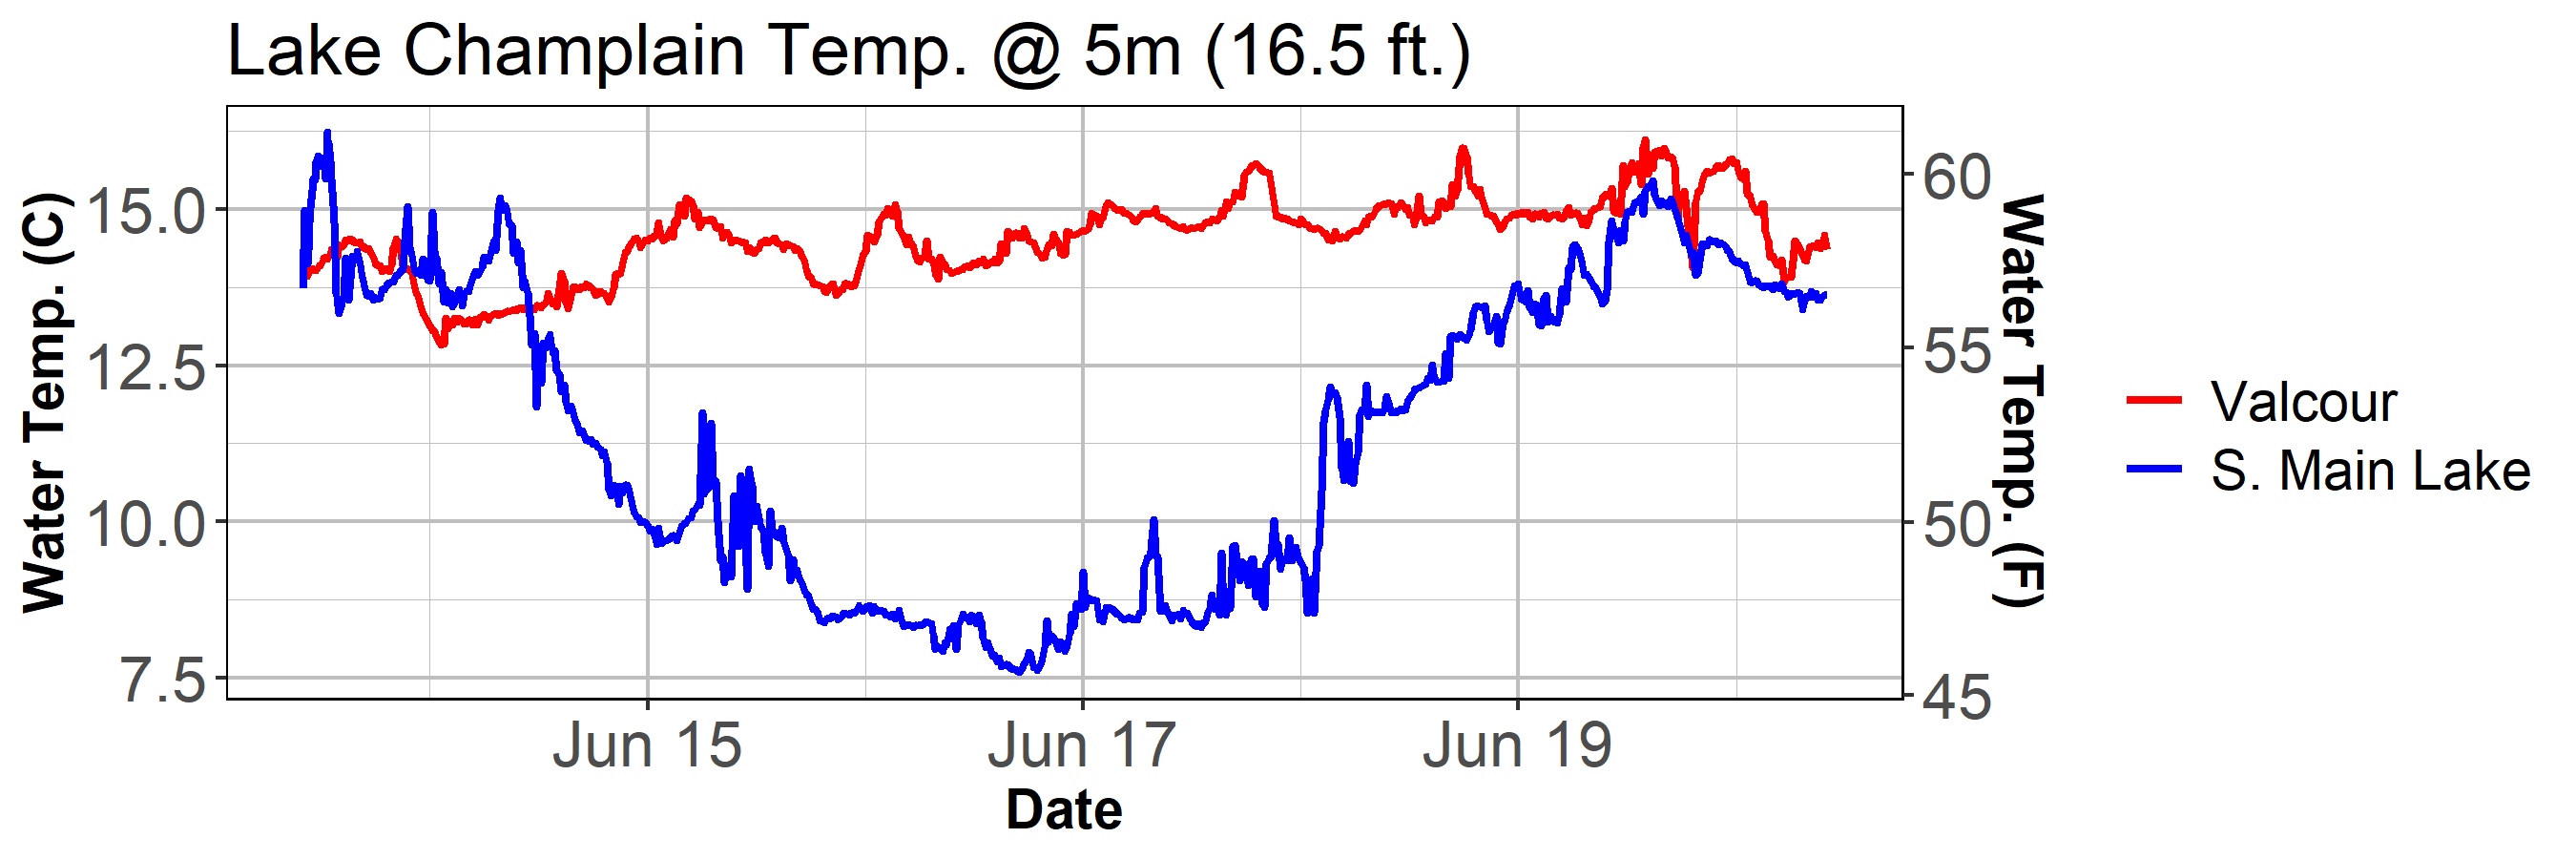 Lake Champlain Temp. @ 5m (16.5 ft.)
Water Temp. (C)
15.0
12.5
10.0
7.5
60
55
50
45
Water Temp. (F)
Jun 15
Jun 17
Jun 19
Date
Valcour
S. Main Lake